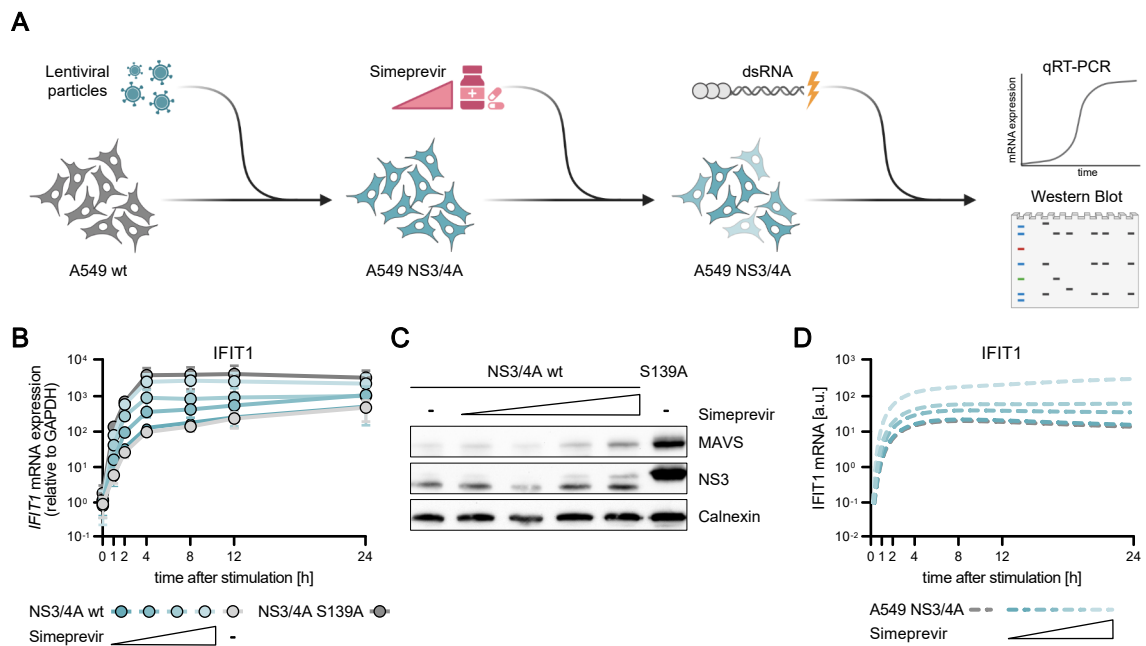 A
Lentiviral
particles
Simeprevir
dsRNA
qRT-PCR
mRNA expression
time
Western Blot
A549 wt
A549 NS3/4A
A549 NS3/4A
B
IFIT1
IFIT1 mRNA expression
(relative to GAPDH)
10⁴
10³
10²
10¹
10⁰
10⁻¹
0 1 2 4 8 12 24
time after stimulation [h]
NS3/4A wt
NS3/4A S139A
Simeprevir
-
C
NS3/4A wt
S139A
-
-
Simeprevir
MAVS
NS3
Calnexin
D
IFIT1
IFIT1 mRNA [a.u.]
10³
10²
10¹
10⁰
10⁻¹
10⁻²
0 1 2 4 8 12 24
time after stimulation [h]
A549 NS3/4A
Simeprevir